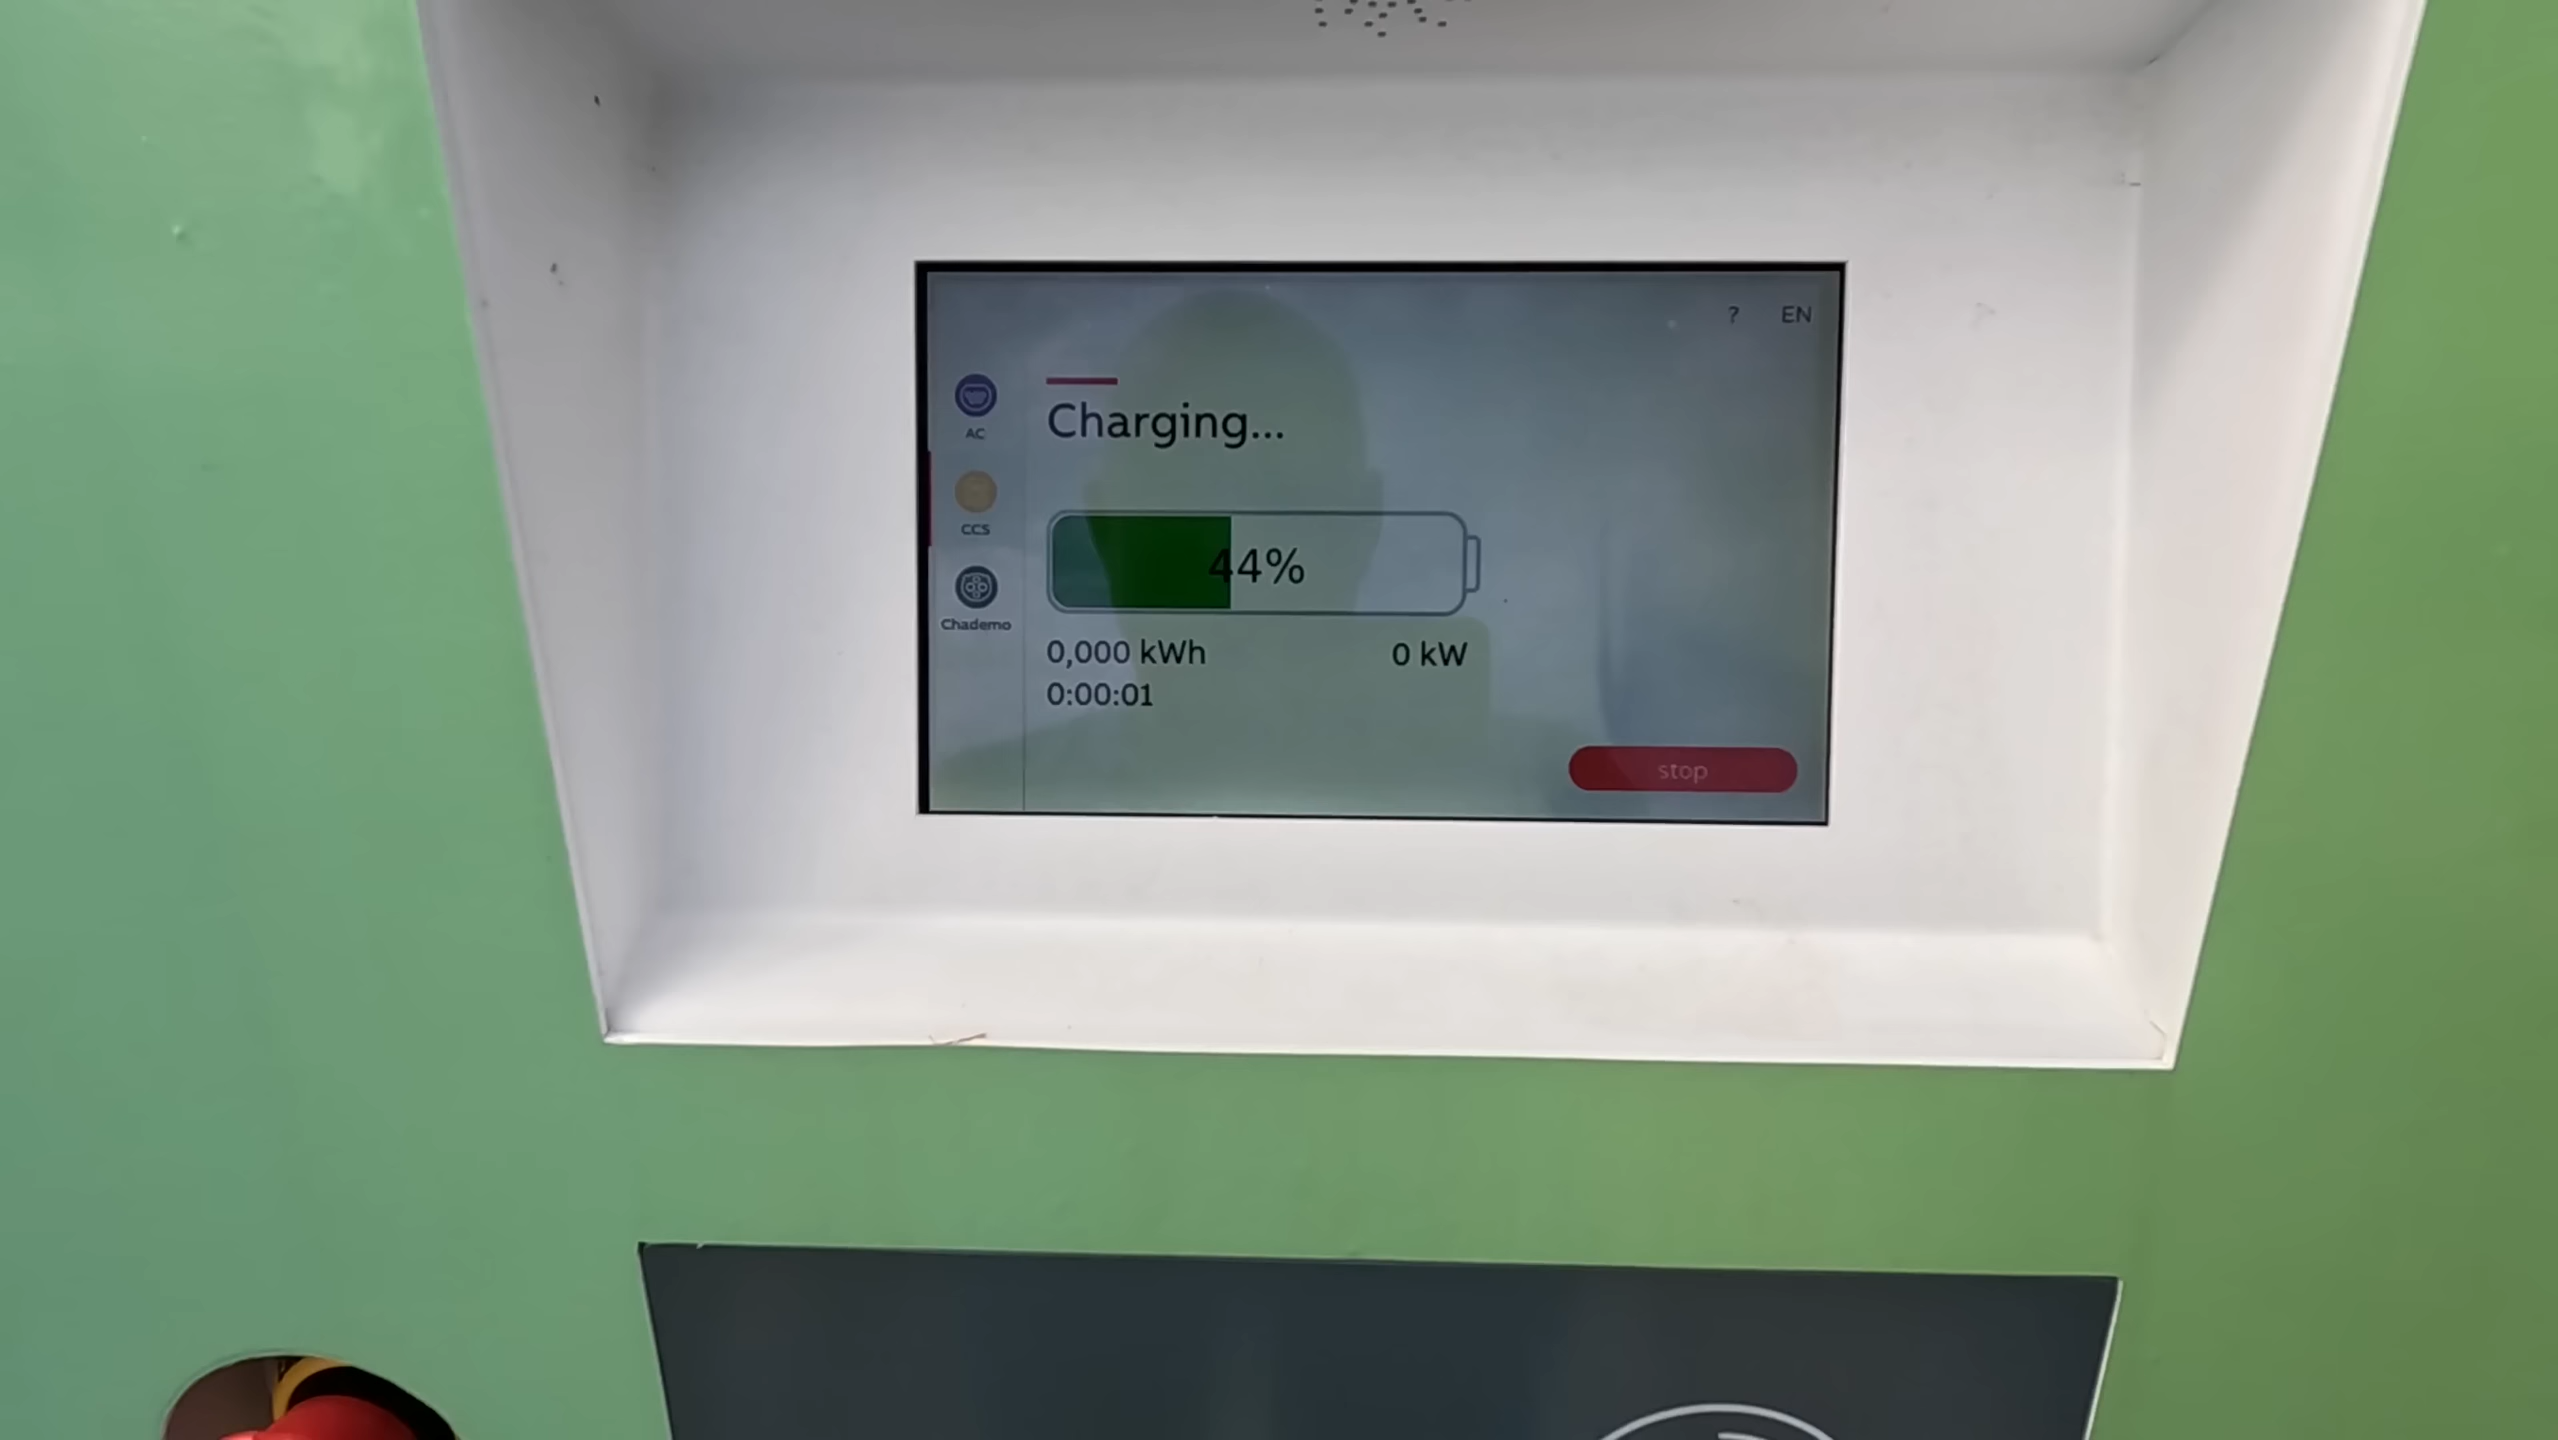 ? EN
AC
CCS
Chademo
Charging...
44%
0,000 kWh 0 kW
0:00:01
stop